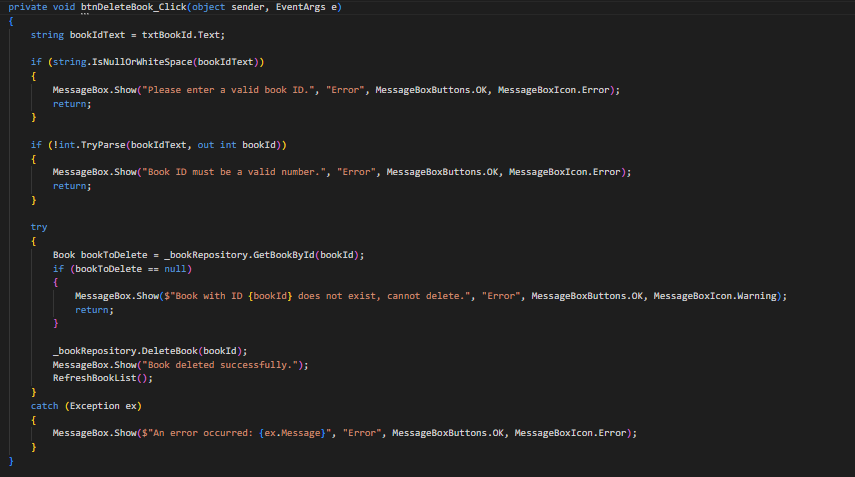 private void btnDeleteBook_Click(object sender, EventArgs e)
{
    string bookIdText = txtBookId.Text;

    if (string.IsNullOrWhiteSpace(bookIdText))
    {
        MessageBox.Show("Please enter a valid book ID.", "Error", MessageBoxButtons.OK, MessageBoxIcon.Error);
        return;
    }

    if (!int.TryParse(bookIdText, out int bookId))
    {
        MessageBox.Show("Book ID must be a valid number.", "Error", MessageBoxButtons.OK, MessageBoxIcon.Error);
        return;
    }

    try
    {
        Book bookToDelete = _bookRepository.GetBookById(bookId);
        if (bookToDelete == null)
        {
            MessageBox.Show($"Book with ID {bookId} does not exist, cannot delete.", "Error", MessageBoxButtons.OK, MessageBoxIcon.Warning);
            return;
        }

        _bookRepository.DeleteBook(bookId);
        MessageBox.Show("Book deleted successfully.");
        RefreshBookList();
    }
    catch (Exception ex)
    {
        MessageBox.Show($"An error occurred: {ex.Message}", "Error", MessageBoxButtons.OK, MessageBoxIcon.Error);
    }
}